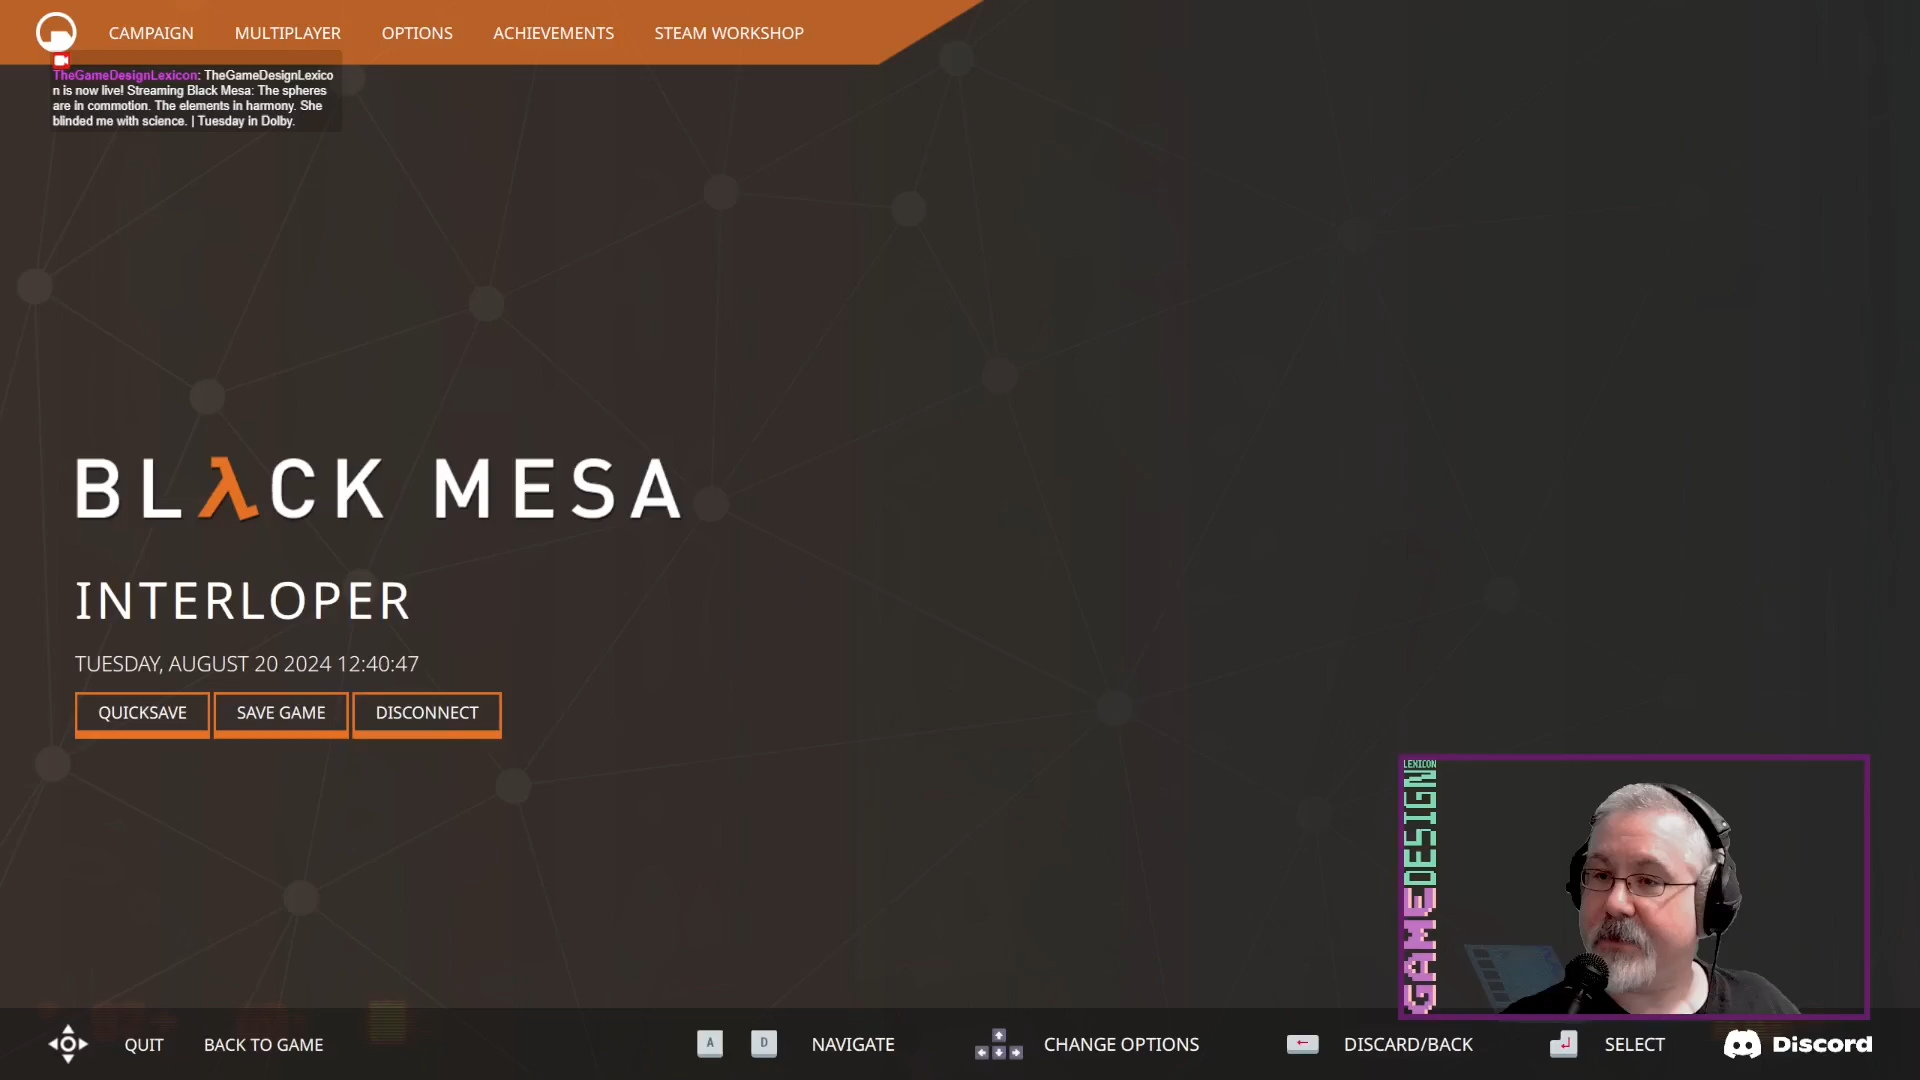 CAMPAIGN MULTIPLAYER OPTIONS ACHIEVEMENTS STEAM WORKSHOP
TheGameDesignLexicon: TheGameDesignLexico
n is now live! Streaming Black Mesa: The spheres
are in commotion. The elements in harmony. She
blinded me with science. | Tuesday in Dolby.
BLλCK MESA
INTERLOPER
TUESDAY, AUGUST 20 2024 12:40:47
QUICKSAVE SAVE GAME DISCONNECT
LEXICON
GAMEDESIGN
QUIT BACK TO GAME A D NAVIGATE CHANGE OPTIONS DISCARD/BACK SELECT Discord